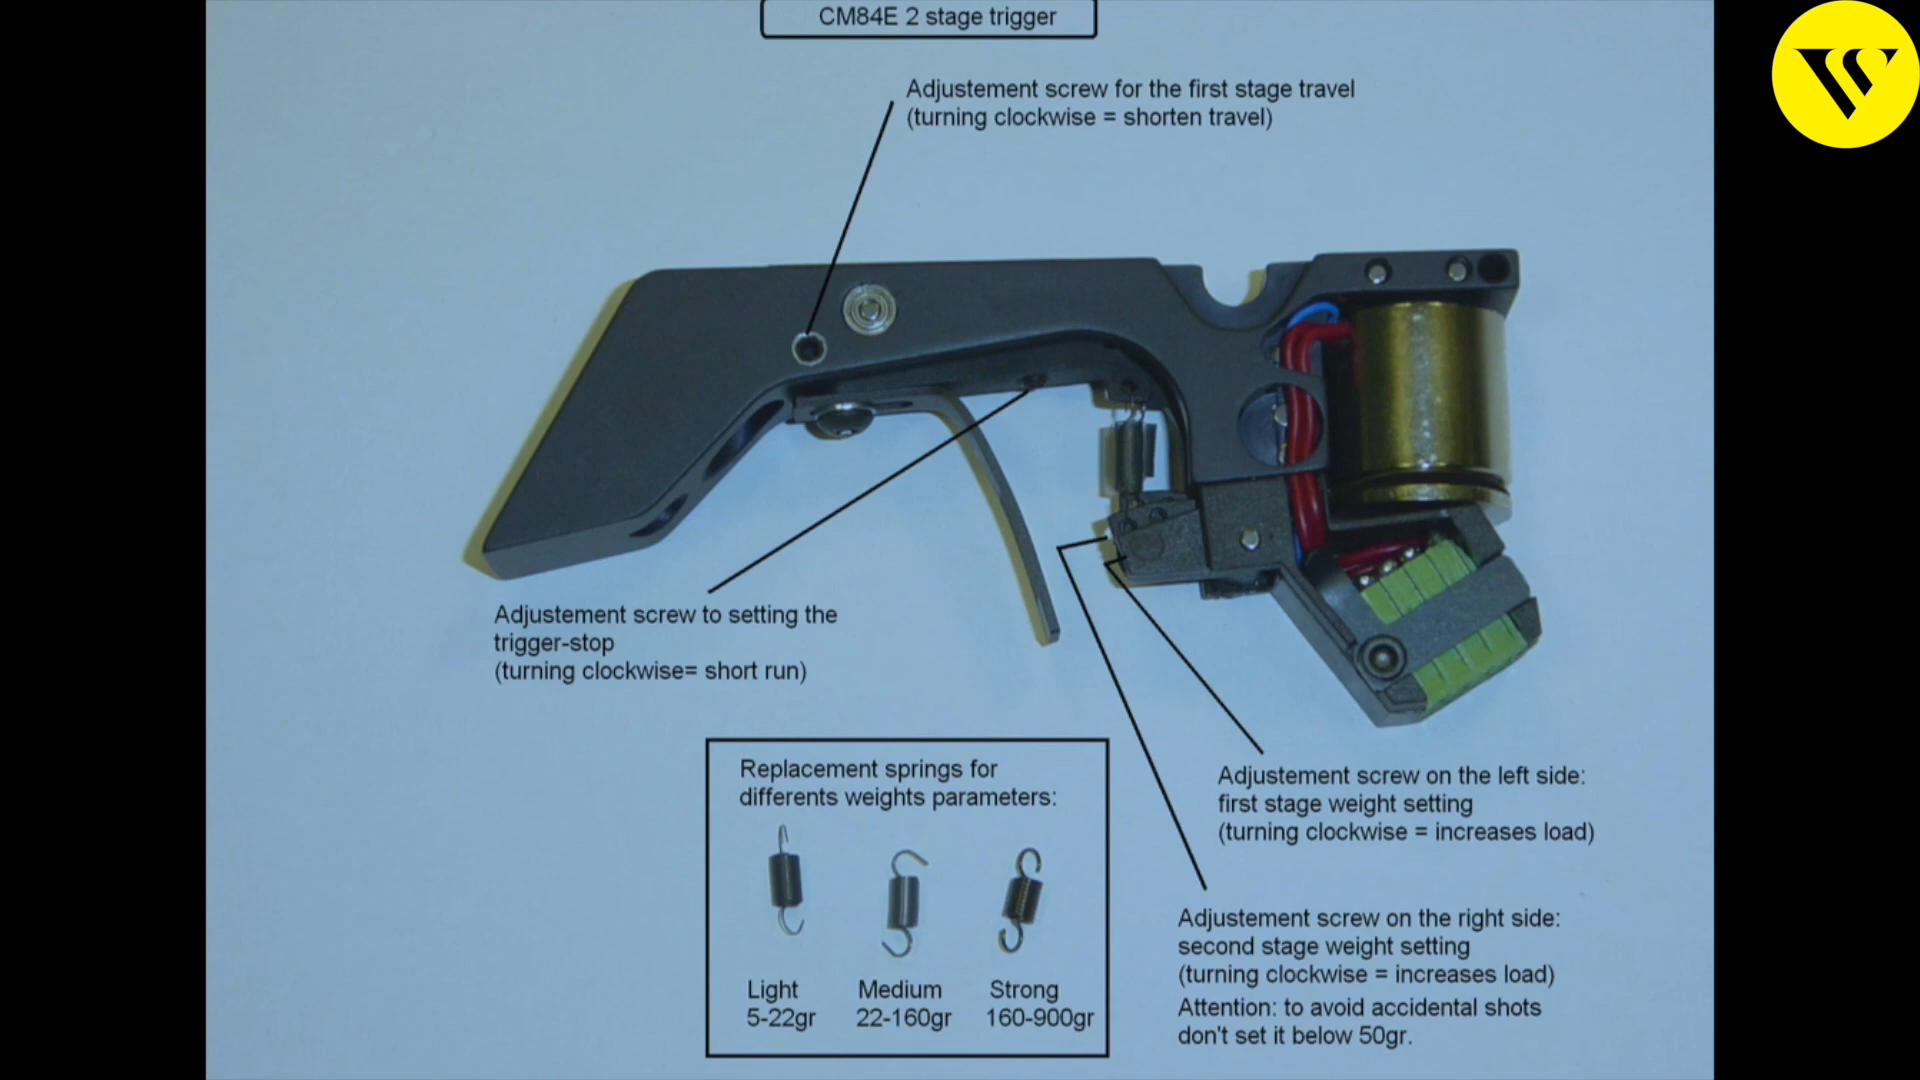 CM84E 2 stage trigger
Adjustement screw for the first stage travel
(turning clockwise = shorten travel)
Adjustement screw to setting the
trigger-stop
(turning clockwise= short run)
Replacement springs for
differents weights parameters:
Light
5-22gr
Medium
22-160gr
Strong
160-900gr
Adjustement screw on the left side:
first stage weight setting
(turning clockwise = increases load)
Adjustement screw on the right side:
second stage weight setting
(turning clockwise = increases load)
Attention: to avoid accidental shots
don't set it below 50gr.